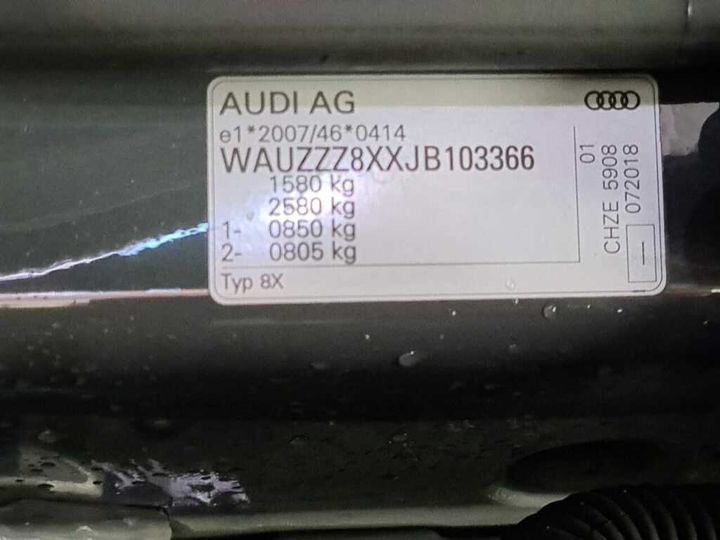 AUDI AG
e1*2007/46*0414
WAUZZZ8XXJB103366
1580 kg
2580 kg
1- 0850 kg
2- 0805 kg
Typ 8X
01
CHZE 5908
072018
—